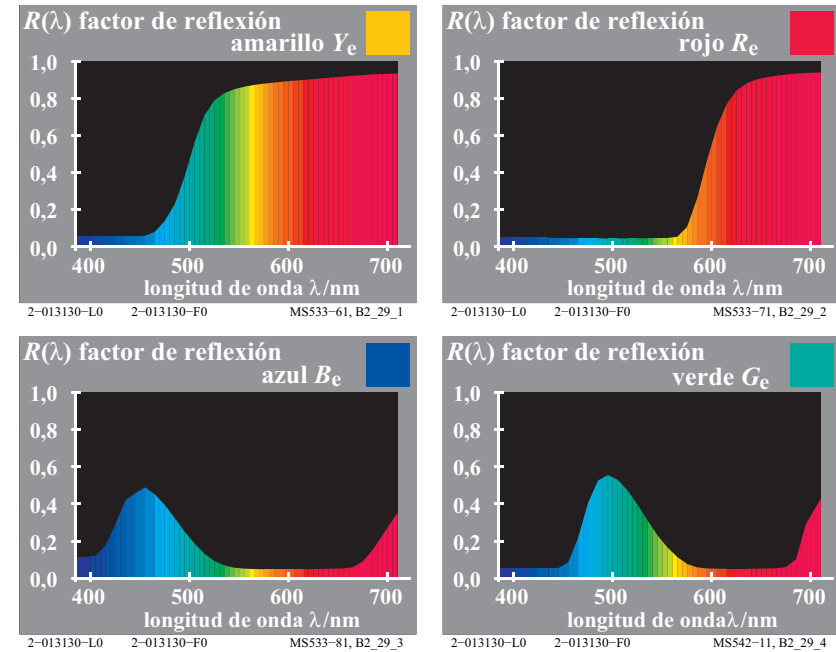 R(λ) factor de reflexión
amarillo Ye
1,0
0,8
0,6
0,4
0,2
0,0
400 500 600 700
longitud de onda λ/nm
2−013130−L0 2−013130−F0 MS533−61, B2_29_1
R(λ) factor de reflexión
rojo Re
1,0
0,8
0,6
0,4
0,2
0,0
400 500 600 700
longitud de onda λ/nm
2−013130−L0 2−013130−F0 MS533−71, B2_29_2
R(λ) factor de reflexión
azul Be
1,0
0,8
0,6
0,4
0,2
0,0
400 500 600 700
longitud de onda λ/nm
2−013130−L0 2−013130−F0 MS533−81, B2_29_3
R(λ) factor de reflexión
verde Ge
1,0
0,8
0,6
0,4
0,2
0,0
400 500 600 700
longitud de ondaλ/nm
2−013130−L0 2−013130−F0 MS542−11, B2_29_4